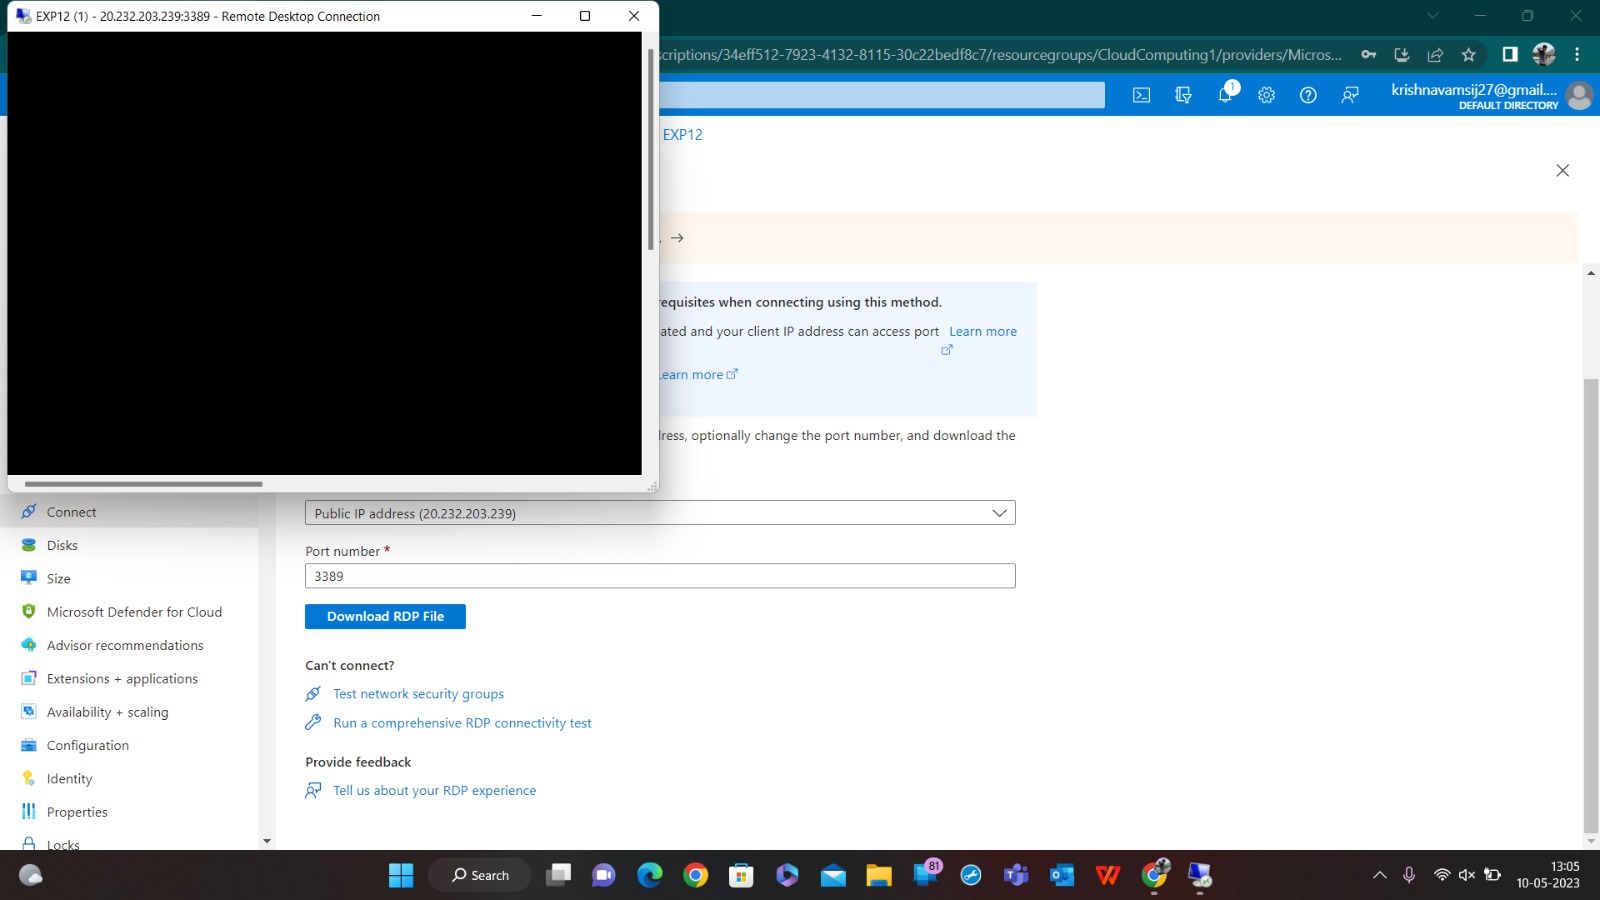 EXP12 (1) - 20.232.203.239:3389 - Remote Desktop Connection
scriptions/34eff512-7923-4132-8115-30c22bedf8c7/resourcegroups/CloudComputing1/providers/Micros...
1
krishnavamsij27@gmail....
DEFAULT DIRECTORY
EXP12
. →
requisites when connecting using this method.
ated and your client IP address can access port Learn more
Learn more
dress, optionally change the port number, and download the
Connect
Disks
Size
Microsoft Defender for Cloud
Advisor recommendations
Extensions + applications
Availability + scaling
Configuration
Identity
Properties
Locks
Public IP address (20.232.203.239)
Port number *
3389
Download RDP File
Can't connect?
Test network security groups
Run a comprehensive RDP connectivity test
Provide feedback
Tell us about your RDP experience
Search
81
13:05
10-05-2023